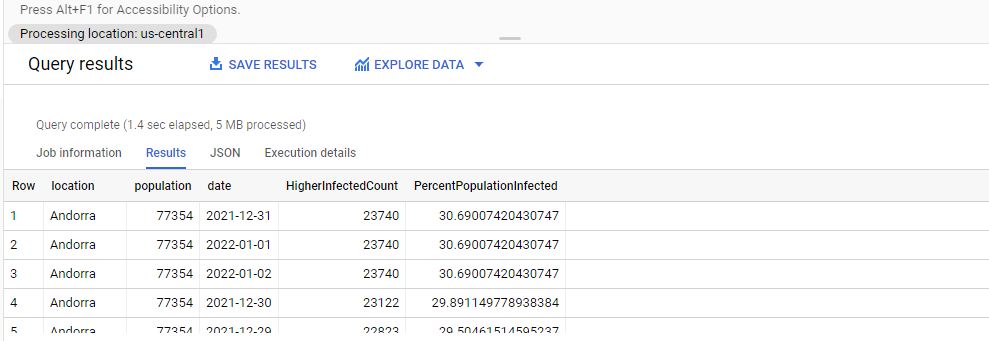 Press Alt+F1 for Accessibility Options.
Processing location: us-central1
Query results SAVE RESULTS EXPLORE DATA
Query complete (1.4 sec elapsed, 5 MB processed)
Job information Results JSON Execution details
Row location population date HigherInfectedCount PercentPopulationInfected
1 Andorra 77354 2021-12-31 23740 30.69007420430747
2 Andorra 77354 2022-01-01 23740 30.69007420430747
3 Andorra 77354 2022-01-02 23740 30.69007420430747
4 Andorra 77354 2021-12-30 23122 29.891149778938384
5 Andorra 77354 2021-12-29 22823 29.50461514595237